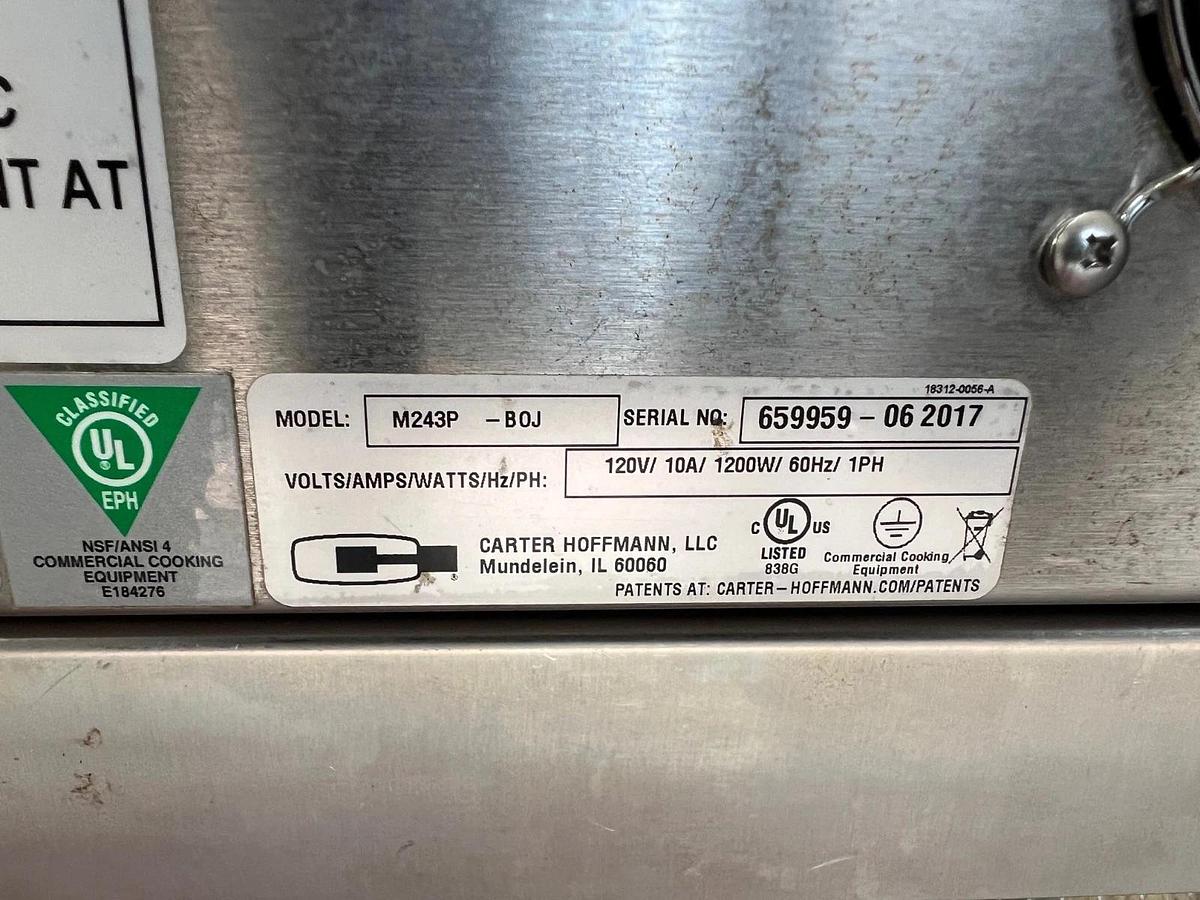 C
NT AT
CLASSIFIED
UL
®
EPH
NSF/ANSI 4
COMMERCIAL COOKING
EQUIPMENT
E184276
18312-0056-A
MODEL: M243P -BOJ SERIAL NO: 659959 - 06 2017
VOLTS/AMPS/WATTS/Hz/PH: 120V/ 10A/ 1200W/ 60Hz/ 1PH
®
CARTER HOFFMANN, LLC
Mundelein, IL 60060
C UL US
®
LISTED
838G
Commercial Cooking
Equipment
PATENTS AT: CARTER-HOFFMANN.COM/PATENTS